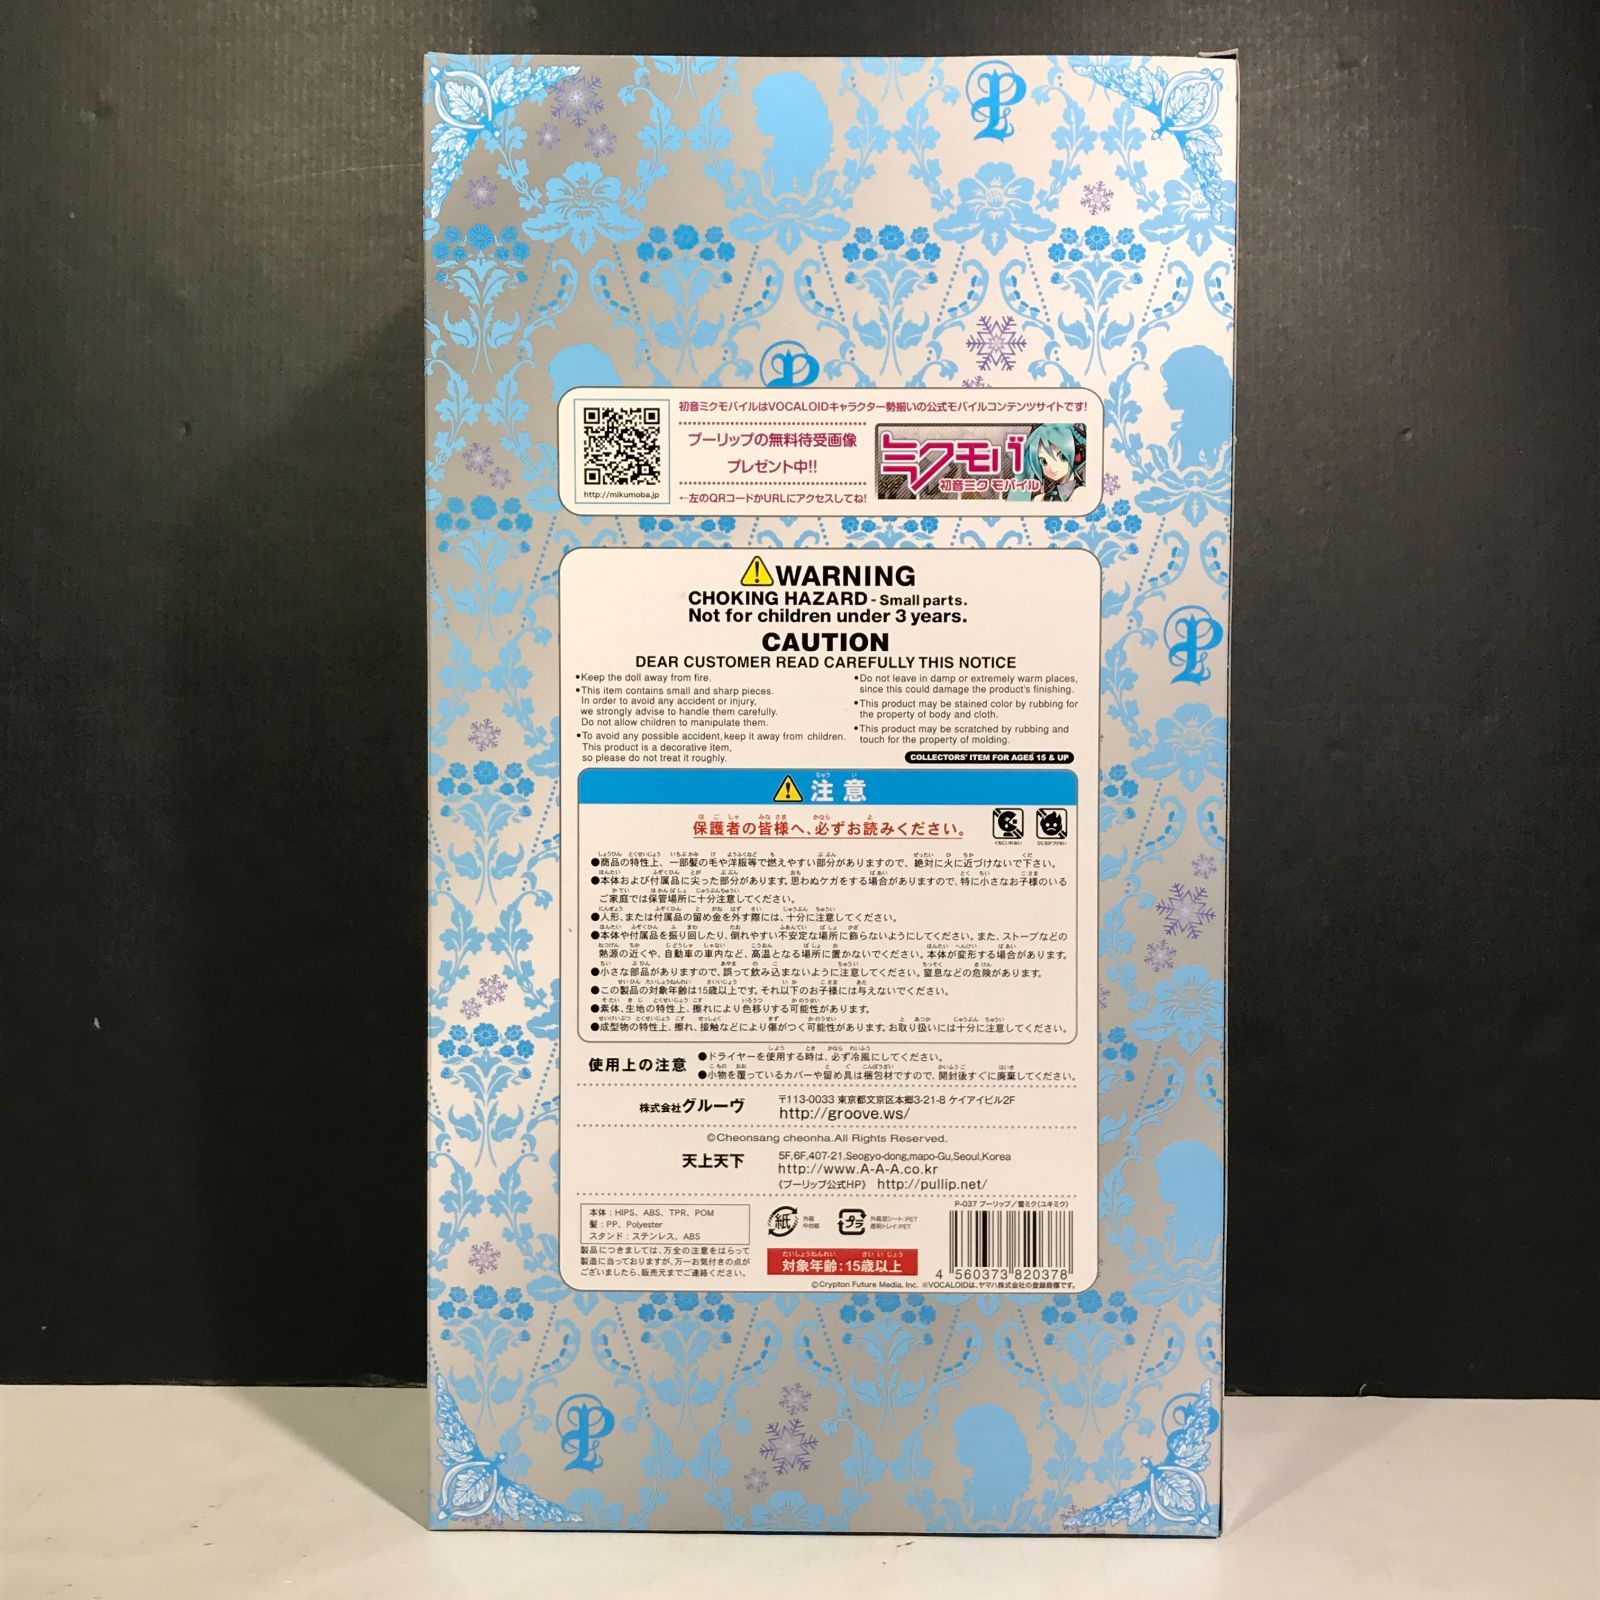 P
P
初音ミクモバイルはVOCALOIDキャラクター勢揃いの公式モバイルコンテンツサイトです!
プーリップの無料待受画像
プレゼント中!!
←左のQRコードかURLにアクセスしてね!
http://mikumoba.jp
ミクモバ
初音ミク モバイル
WARNING
CHOKING HAZARD - Small parts.
Not for children under 3 years.
CAUTION
DEAR CUSTOMER READ CAREFULLY THIS NOTICE
•Keep the doll away from fire.
•This item contains small and sharp pieces.
In order to avoid any accident or injury,
we strongly advise to handle them carefully.
Do not allow children to manipulate them.
•To avoid any possible accident, keep it away from children.
This product is a decorative item,
so please do not treat it roughly.
•Do not leave in damp or extremely warm places,
since this could damage the product's finishing.
•This product may be stained color by rubbing for
the property of body and cloth.
•This product may be scratched by rubbing and
touch for the property of molding.
COLLECTORS' ITEM FOR AGES 15 & UP
P
注意
保護者の皆様へ、必ずお読みください。
●商品の特性上、一部髪の毛や洋服等で燃えやすい部分がありますので、絶対に火に近づけないで下さい。
●本体および付属品に尖った部分があります。思わぬケガをする場合がありますので、特に小さなお子様のいる
ご家庭では保管場所に十分注意してください。
●人形、または付属品の留め金を外す際には、十分に注意してください。
●本体や付属品を振り回したり、倒れやすい不安定な場所に飾らないようにしてください。また、ストーブなどの
熱源の近くや、自動車の車内など、高温となる場所に置かないでください。本体が変形する場合があります。
●小さな部品がありますので、誤って飲み込まないように注意してください。窒息などの危険があります。
●この製品の対象年齢は15歳以上です。それ以下のお子様には与えないでください。
●素体、生地の特性上、擦れにより色移りする可能性があります。
●成型物の特性上、擦れ、接触などにより傷がつく可能性があります。お取り扱いには十分に注意してください。
使用上の注意
●ドライヤーを使用する時は、必ず冷風にしてください。
●小物を覆っているカバーや留め具は梱包材ですので、開封後すぐに廃棄してください。
株式会社グルーヴ
〒113-0033 東京都文京区本郷3-21-8 ケイアイビル2F
http://groove.ws/
©Cheonsang cheonha.All Rights Reserved.
天上天下
5F,6F,407-21,Seogyo-dong,mapo-Gu,Seoul,Korea
http://www.A-A-A.co.kr
《プーリップ公式HP》 http://pullip.net/
本体：HIPS、ABS、TPR、POM
髪：PP、Polyester
スタンド：ステンレス、ABS
製品につきましては、万全の注意をはらって
製造に当っておりますが、万一お気付きの点が
ございましたら、販売元までご連絡ください。
紙
外箱
中台紙
プラ
外箱窓シート:PET
透明トレイ:PET
対象年齢：15歳以上
P-037 プーリップ／雪ミク(ユキミク)
4 560373 820378
©Crypton Future Media, Inc. ※VOCALOIDは、ヤマハ株式会社の登録商標です。
P